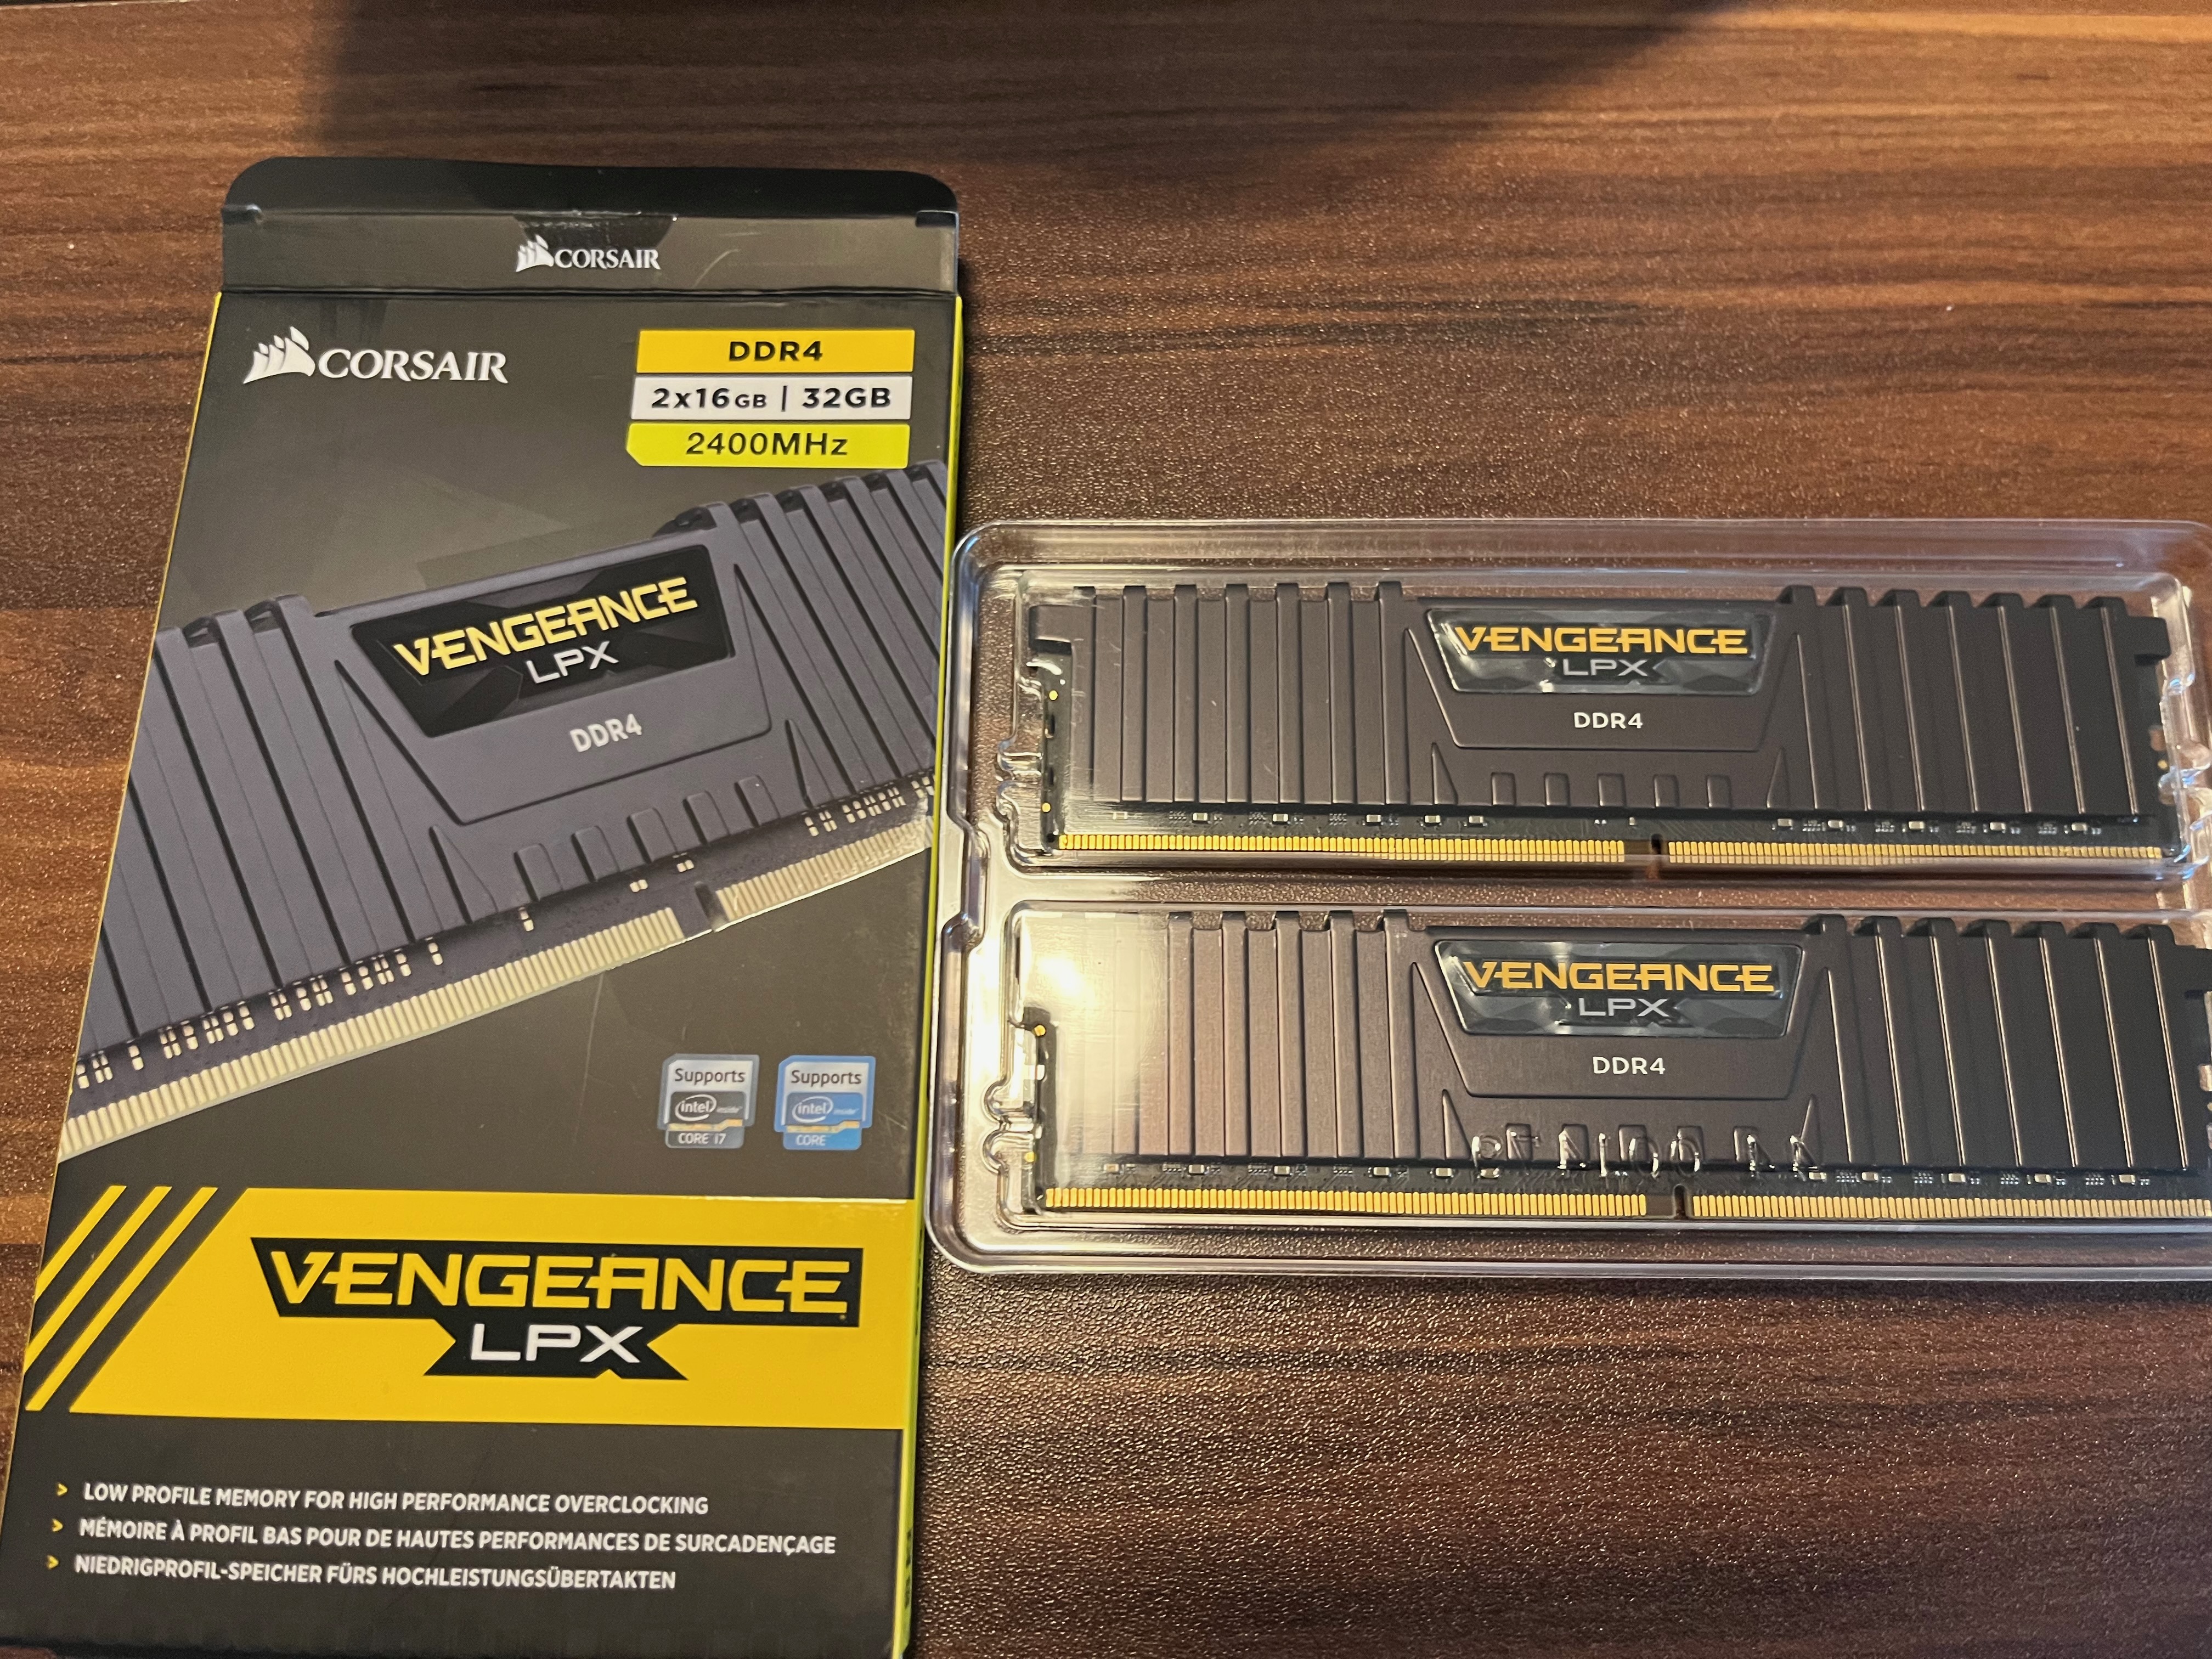 CORSAIR
CORSAIR
DDR4
2x16GB | 32GB
2400MHz
VENGEANCE
LPX
DDR4
Supports
intel inside
CORE i7
Supports
intel inside
CORE
VENGEANCE
LPX
> LOW PROFILE MEMORY FOR HIGH PERFORMANCE OVERCLOCKING
> MÉMOIRE À PROFIL BAS POUR DE HAUTES PERFORMANCES DE SURCADENÇAGE
> NIEDRIGPROFIL-SPEICHER FÜRS HOCHLEISTUNGSÜBERTAKTEN
VENGEANCE
LPX
DDR4
VENGEANCE
LPX
DDR4